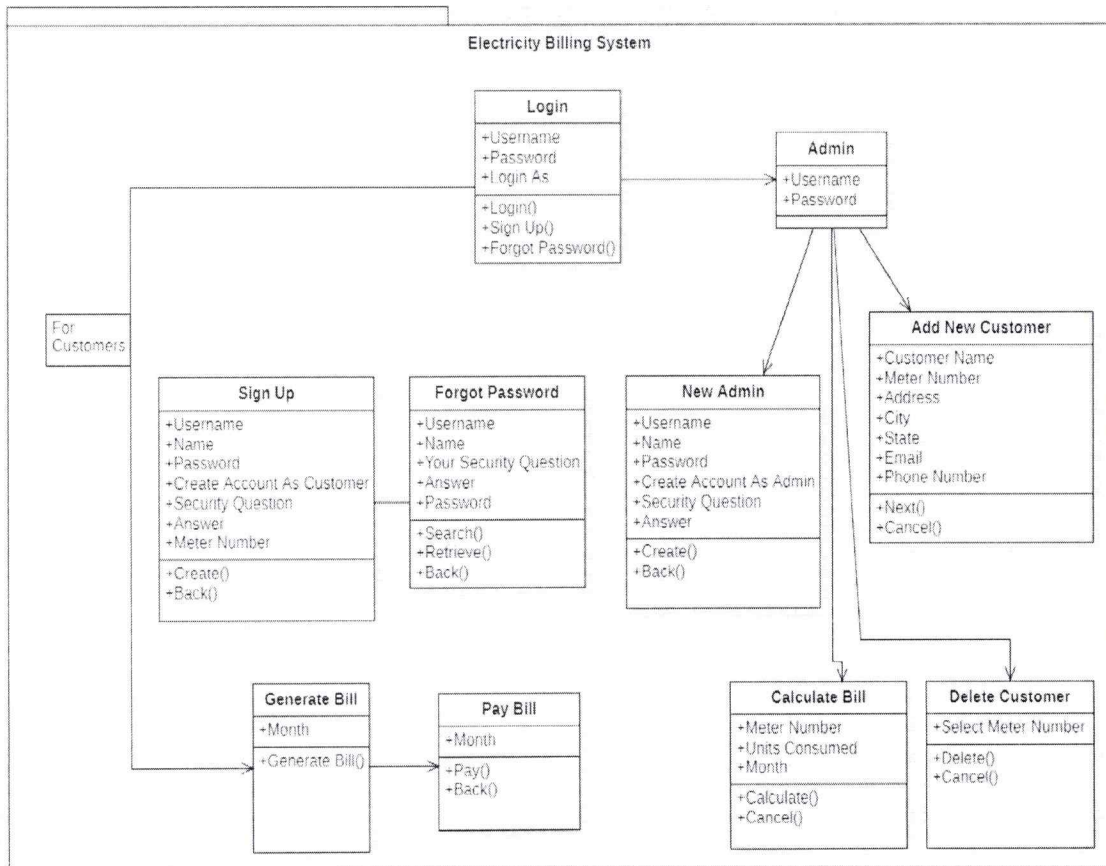 Electricity Billing System
Login
+Username
+Password
+Login As
+Login()
+Sign Up()
+Forgot Password()
Admin
+Username
+Password
For
Customers
Add New Customer
+Customer Name
+Meter Number
+Address
+City
+State
+Email
+Phone Number
+Next()
+Cancel()
Sign Up
+Username
+Name
+Password
+Create Account As Customer
+Security Question
+Answer
+Meter Number
+Create()
+Back()
Forgot Password
+Username
+Name
+Your Security Question
+Answer
+Password
+Search()
+Retrieve()
+Back()
New Admin
+Username
+Name
+Password
+Create Account As Admin
+Security Question
+Answer
+Create()
+Back()
Generate Bill
+Month
+Generate Bill()
Pay Bill
+Month
+Pay()
+Back()
Calculate Bill
+Meter Number
+Units Consumed
+Month
+Calculate()
+Cancel()
Delete Customer
+Select Meter Number
+Delete()
+Cancel()